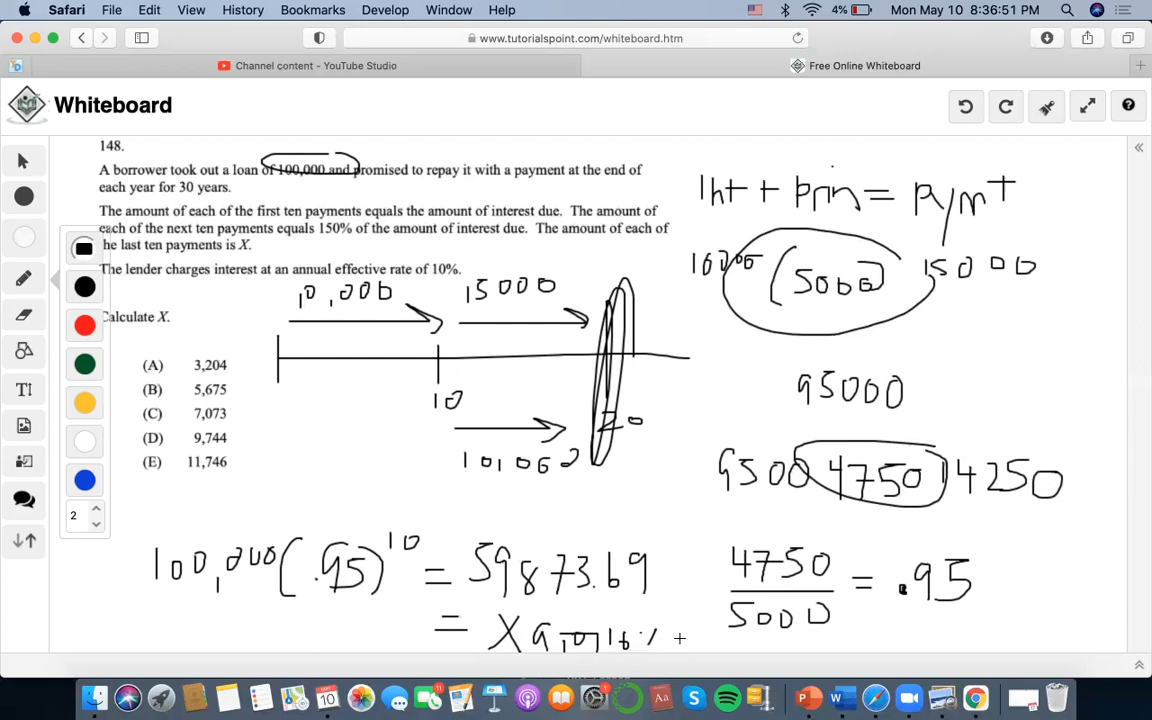 Safari File Edit View History Bookmarks Develop Window Help 4% Mon May 10 8:36:51 PM
www.tutorialspoint.com/whiteboard.htm
Channel content - YouTube Studio Free Online Whiteboard
Whiteboard
148.
A borrower took out a loan of 100,000 and promised to repay it with a payment at the end of
each year for 30 years.
The amount of each of the first ten payments equals the amount of interest due. The amount of
each of the next ten payments equals 150% of the amount of interest due. The amount of each of
the last ten payments is X.
The lender charges interest at an annual effective rate of 10%.
Calculate X.
(A) 3,204
(B) 5,675
(C) 7,073
(D) 9,744
(E) 11,746
2
10,000 15000
10
20
Int + Prin = Pymt
10000 (5000) 15000
95000
9500 4750 14250
4750
5000
= .95
100,000(.95)10 = 59873.69
= X a
11